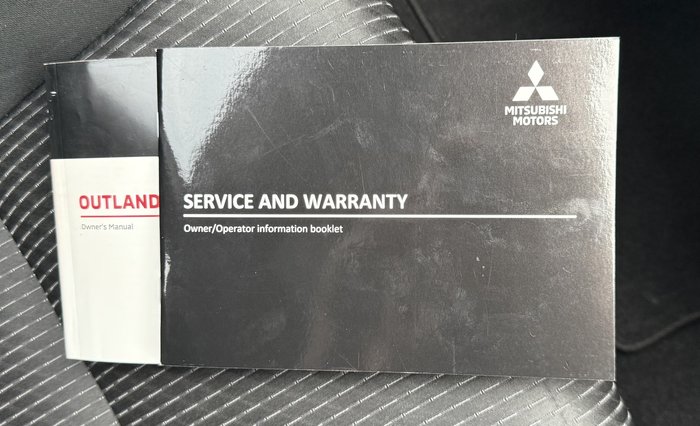 MITSUBISHI
MOTORS
OUTLAND
SERVICE AND WARRANTY
Owner's Manual
Owner/Operator information booklet